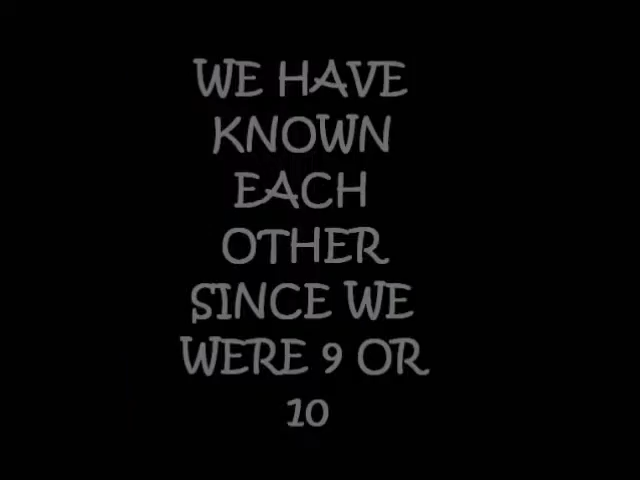 WE HAVE
KNOWN
EACH
OTHER
SINCE WE
WERE 9 OR
10